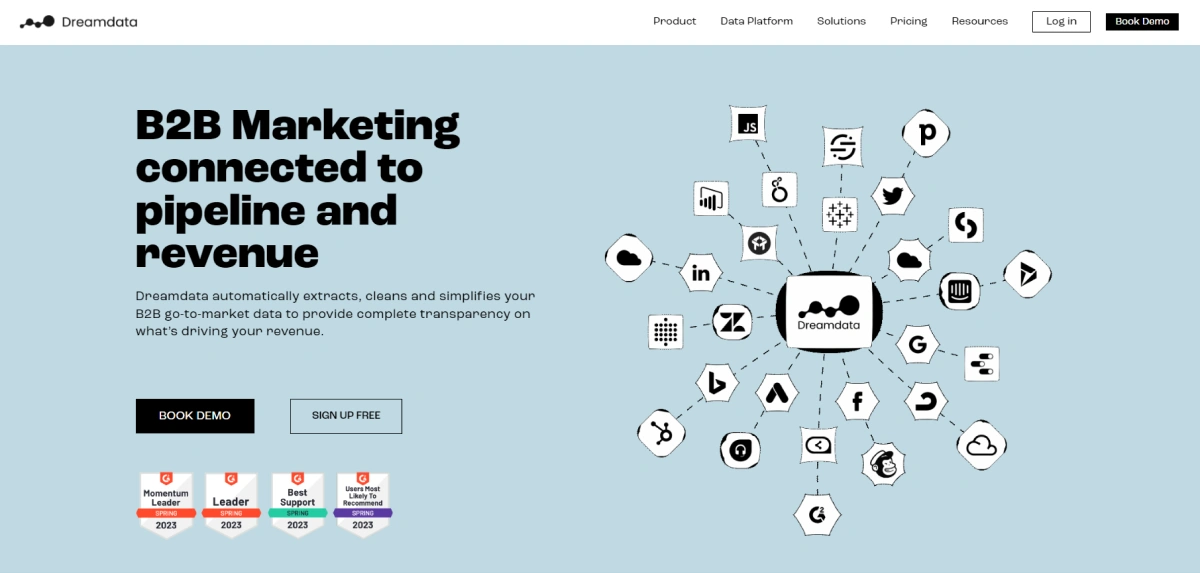 Dreamdata
Product
Data Platform
Solutions
Pricing
Resources
Log in
Book Demo
B2B Marketing
connected to
pipeline and
revenue
Dreamdata automatically extracts, cleans and simplifies your
B2B go-to-market data to provide complete transparency on
what's driving your revenue.
BOOK DEMO
SIGN UP FREE
Momentum
Leader
SPRING
2023
Leader
SPRING
2023
Best
Support
SPRING
2023
Users Most
Likely To
Recommend
SPRING
2023
JS
in
Dreamdata
G
G2